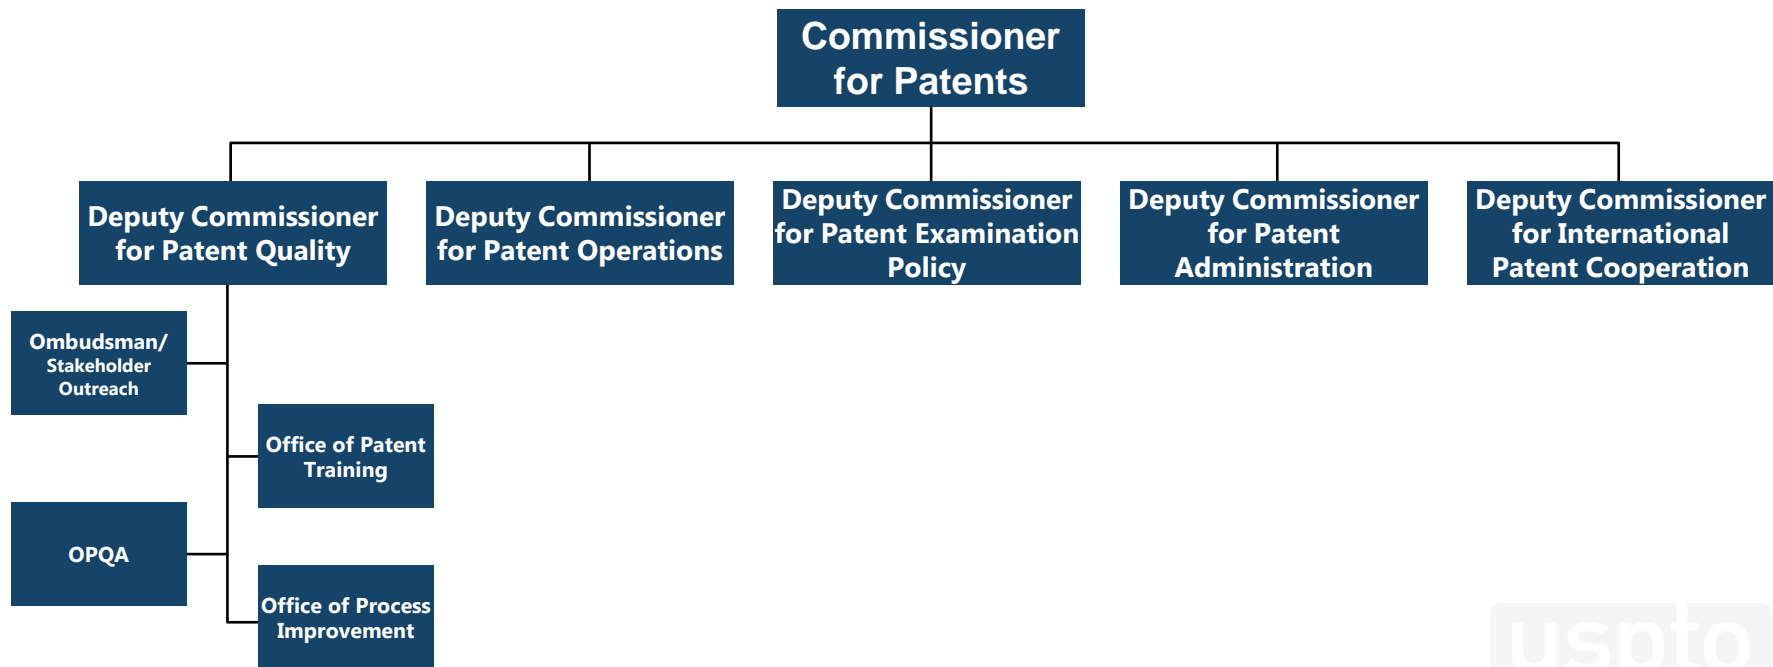 Commissioner
for Patents
Deputy Commissioner
for Patent Quality
Deputy Commissioner
for Patent Operations
Deputy Commissioner
for Patent Examination
Policy
Deputy Commissioner
for Patent
Administration
Deputy Commissioner
for International
Patent Cooperation
Ombudsman/
Stakeholder
Outreach
Office of Patent
Training
OPQA
Office of Process
Improvement
uspto